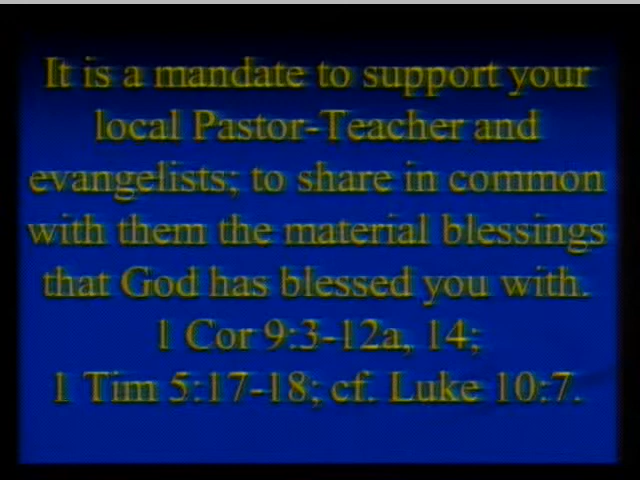 It is a mandate to support your
local Pastor-Teacher and
evangelists; to share in common
with them the material blessings
that God has blessed you with.
1 Cor 9:3-12a, 14;
1 Tim 5:17-18; cf. Luke 10:7.